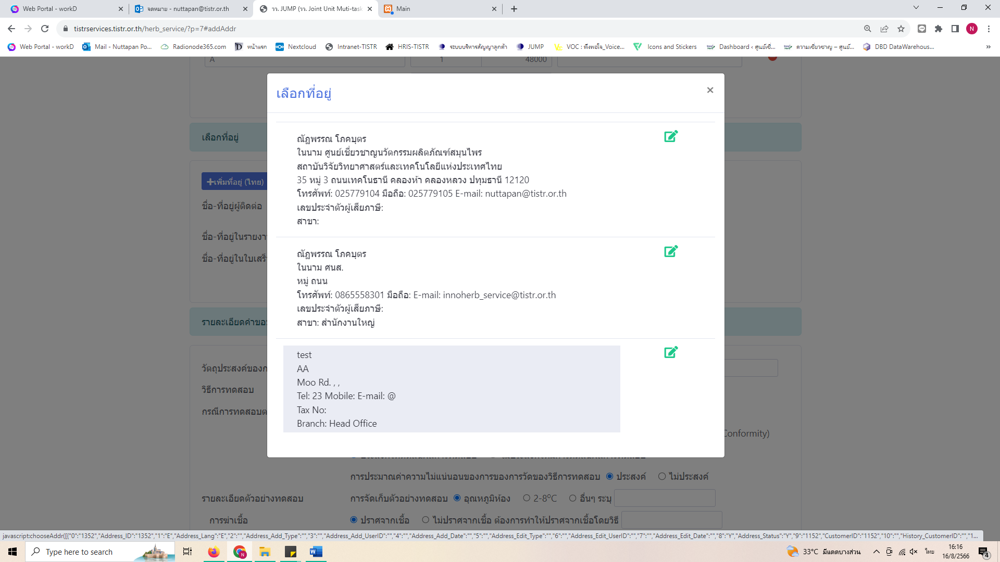 Web Portal - workD
จดหมาย - nuttapan@tistr.or.th
วว. JUMP (วว. Joint Unit Muti-task
Main
tistrservices.tistr.or.th/herb_service/?p=7#addAddr
N
Web Portal - workD
Mail - Nuttapan Po...
Radionode365.com
หน้าแรก
Nextcloud
Intranet-TISTR
HRIS-TISTR
ระบบบริหารสัญญาลูกค้า
JUMP
VOC : พึงพอใจ_Voice...
Icons and Stickers
Dashboard ‹ ศูนย์เชี่...
ความเชี่ยวชาญ – ศูนย์...
DBD DataWarehous...
A
1
48000
เลือกที่อยู่
×
เลือกที่อยู่
ณัฏพรรณ โภคบุตร
ในนาม ศูนย์เชี่ยวชาญนวัตกรรมผลิตภัณฑ์สมุนไพร
สถาบันวิจัยวิทยาศาสตร์และเทคโนโลยีแห่งประเทศไทย
35 หมู่ 3 ถนนเทคโนธานี คลองห้า คลองหลวง ปทุมธานี 12120
โทรศัพท์: 025779104 มือถือ: 025779105 E-mail: nuttapan@tistr.or.th
เลขประจำตัวผู้เสียภาษี:
สาขา:
+เพิ่มที่อยู่ (ไทย)
ชื่อ-ที่อยู่ผู้ติดต่อ
ชื่อ-ที่อยู่ในรายงา
ชื่อ-ที่อยู่ในใบเสร็
ณัฏพรรณ โภคบุตร
ในนาม ศนส.
หมู่ ถนน
โทรศัพท์: 0865558301 มือถือ: E-mail: innoherb_service@tistr.or.th
เลขประจำตัวผู้เสียภาษี:
สาขา: สำนักงานใหญ่
รายละเอียดคำขอ
test
AA
Moo Rd. , ,
Tel: 23 Mobile: E-mail: @
Tax No:
Branch: Head Office
วัตถุประสงค์ของก
วิธีการทดสอบ
กรณีการทดสอบต
Conformity)
การประมาณค่าความไม่แน่นอนของการของการวัดของวิธีการทดสอบ ประสงค์ ไม่ประสงค์
รายละเอียดตัวอย่างทดสอบ การจัดเก็บตัวอย่างทดสอบ อุณหภูมิห้อง 2-8°C อื่นๆ ระบุ
การฆ่าเชื้อ ปราศจากเชื้อ ไม่ปราศจากเชื้อ ต้องการทำให้ปราศจากเชื้อโดยวิธี
javascript:chooseAddr([{"0":"1352","Address_ID":"1352","1":"E","Address_Lang":"E","2":"","Address_Add_Type":"","3":"","Address_Add_UserID":"","4":"","Address_Add_Date":"","5":"","Address_Edit_Type":"","6":"","Address_Edit_UserID":"","7":"","Address_Edit_Date":"","8":"Y","Address_Status":"Y","9":"1152","CustomerID":"1152","10":"","History_CustomerID":"","1...
Type here to search
33°C มีแดดบางส่วน
ไทย
16:16
16/8/2566
4